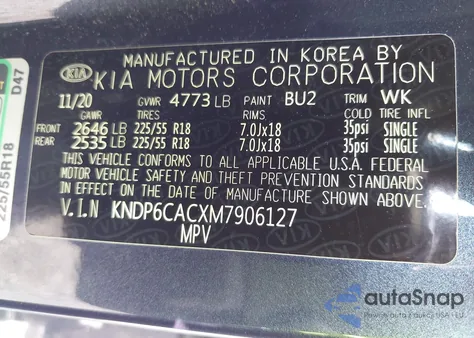 MANUFACTURED IN KOREA BY
KIA KIA MOTORS CORPORATION
11/20 GVWR 4773 LB PAINT BU2 TRIM WK
GAWR TIRES RIMS COLD TIRE INFL
FRONT 2646 LB 225/55 R18 7.0Jx18 35psi SINGLE
REAR 2535 LB 225/55 R18 7.0Jx18 35psi SINGLE
THIS VEHICLE CONFORMS TO ALL APPLICABLE U.S.A. FEDERAL
MOTOR VEHICLE SAFETY AND THEFT PREVENTION STANDARDS
IN EFFECT ON THE DATE OF MANUFACTURE SHOWN ABOVE.
V.I.N KNDP6CACXM7906127
MPV
D47
225/55R18
autoSnap